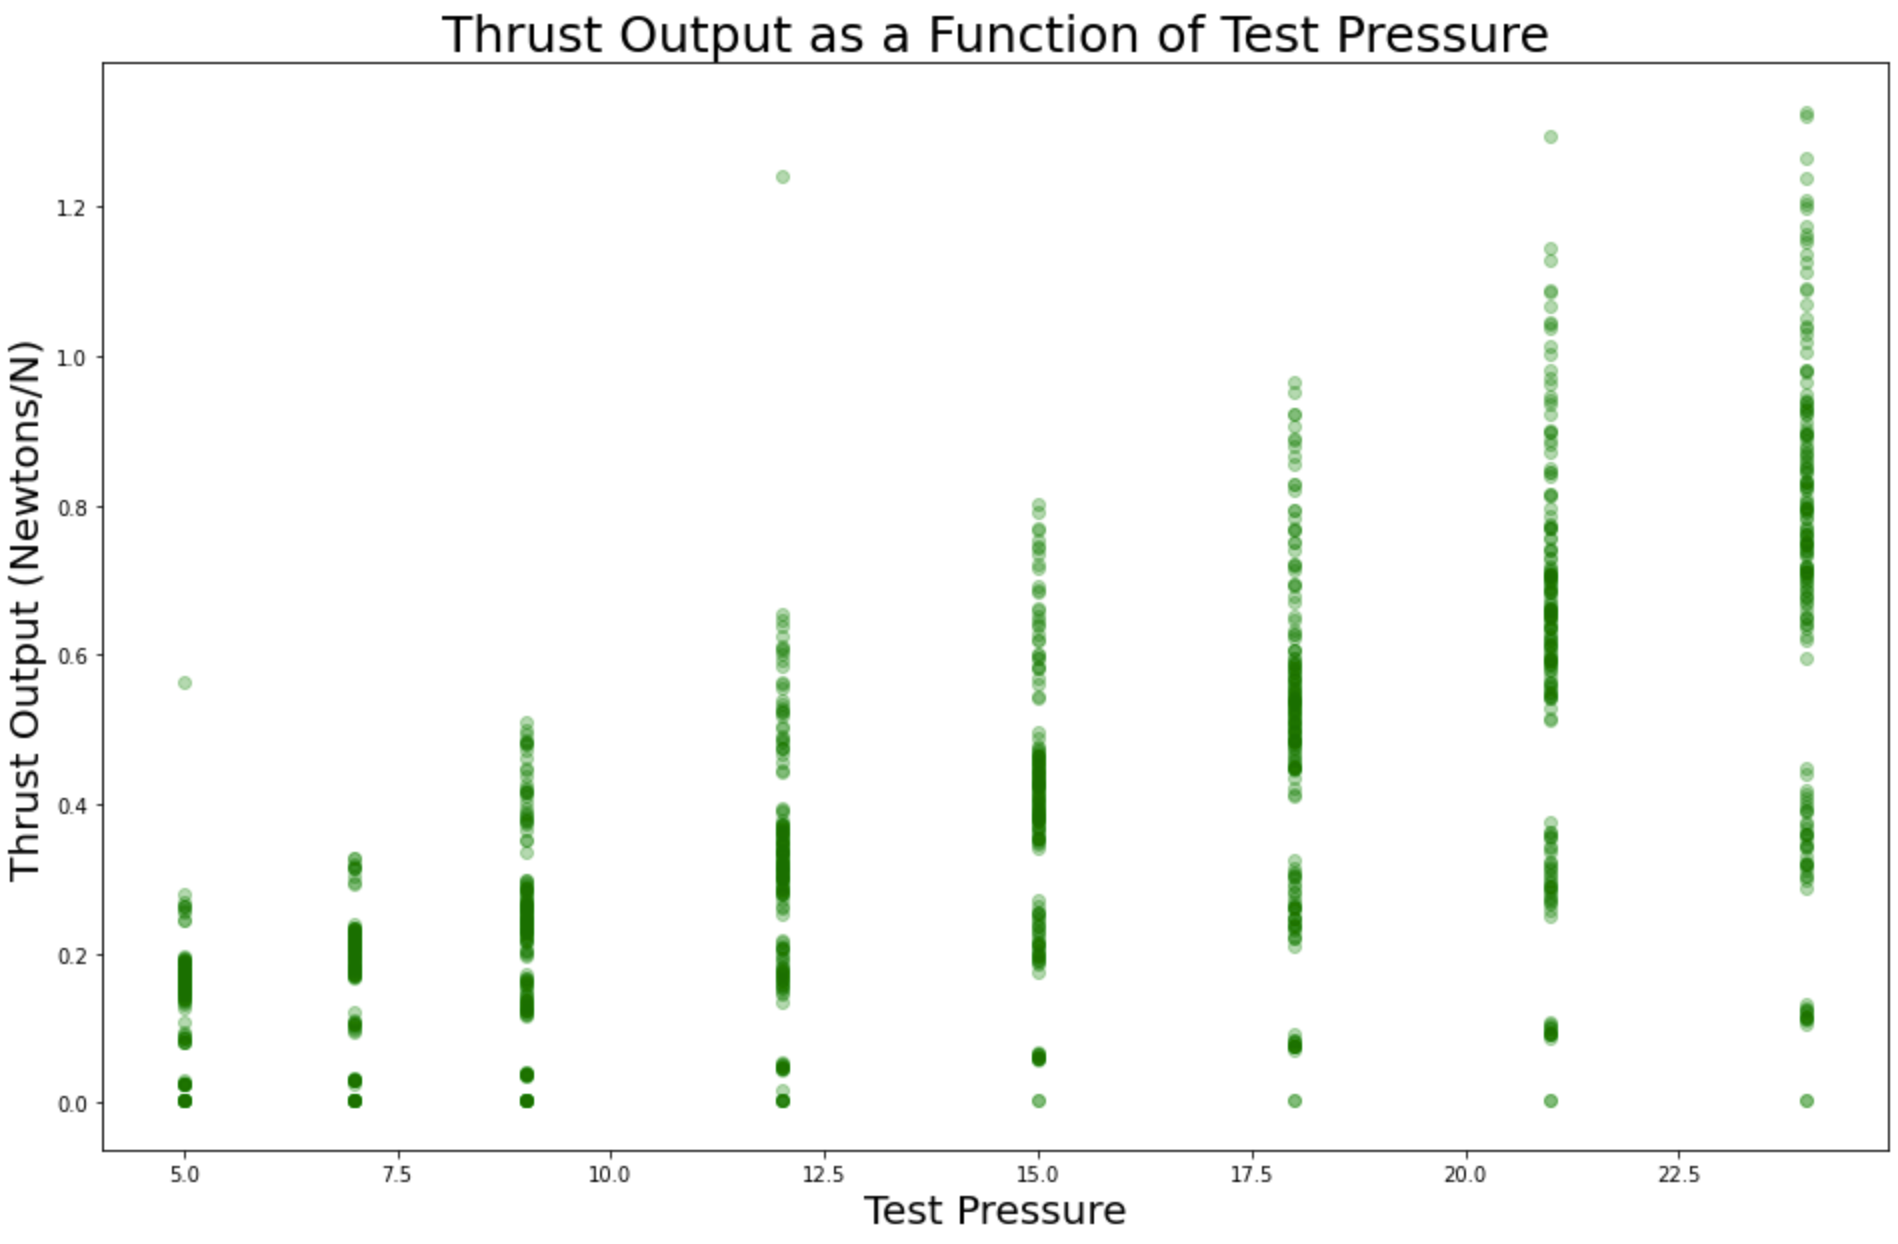 Thrust Output as a Function of Test Pressure
Thrust Output (Newtons/N)
1.2
1.0
0.8
0.6
0.4
0.2
0.0
5.0 7.5 10.0 12.5 15.0 17.5 20.0 22.5
Test Pressure